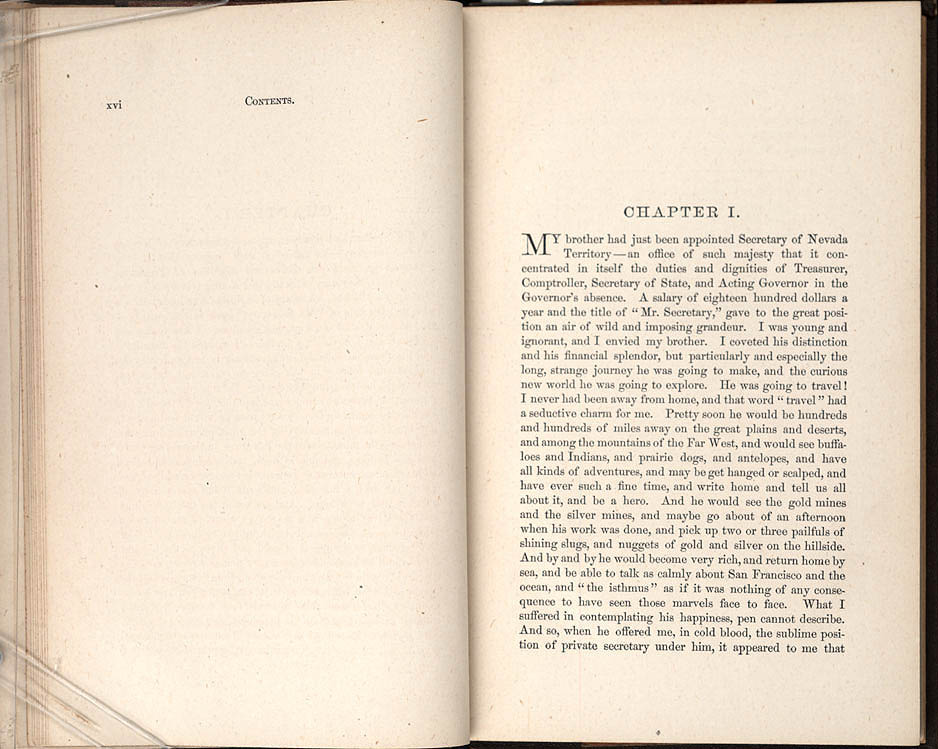 xvi CONTENTS.
CHAPTER I.
MY brother had just been appointed Secretary of Nevada
Territory—an office of such majesty that it con-
centrated in itself the duties and dignities of Treasurer,
Comptroller, Secretary of State, and Acting Governor in the
Governor's absence. A salary of eighteen hundred dollars a
year and the title of "Mr. Secretary," gave to the great posi-
tion an air of wild and imposing grandeur. I was young and
ignorant, and I envied my brother. I coveted his distinction
and his financial splendor, but particularly and especially the
long, strange journey he was going to make, and the curious
new world he was going to explore. He was going to travel!
I never had been away from home, and that word "travel" had
a seductive charm for me. Pretty soon he would be hundreds
and hundreds of miles away on the great plains and deserts,
and among the mountains of the Far West, and would see buffa-
loes and Indians, and prairie dogs, and antelopes, and have
all kinds of adventures, and may be get hanged or scalped, and
have ever such a fine time, and write home and tell us all
about it, and be a hero. And he would see the gold mines
and the silver mines, and maybe go about of an afternoon
when his work was done, and pick up two or three pailfuls of
shining slugs, and nuggets of gold and silver on the hillside.
And by and by he would become very rich, and return home by
sea, and be able to talk as calmly about San Francisco and the
ocean, and "the isthmus" as if it was nothing of any conse-
quence to have seen those marvels face to face. What I
suffered in contemplating his happiness, pen cannot describe.
And so, when he offered me, in cold blood, the sublime posi-
tion of private secretary under him, it appeared to me that